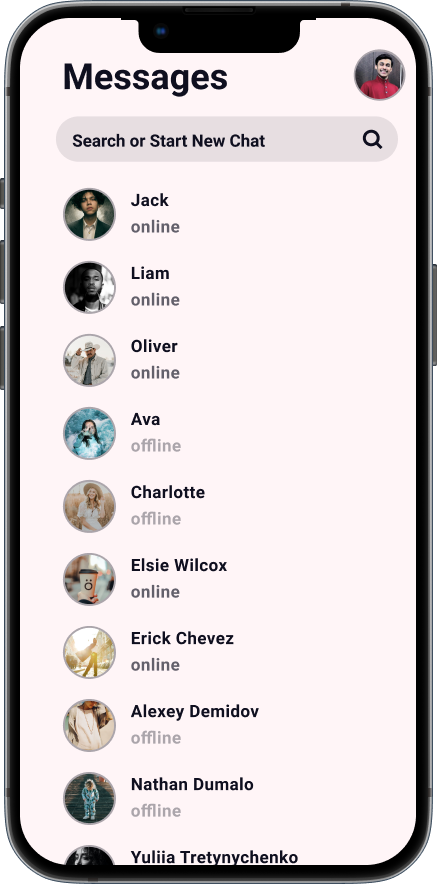 Messages
Search or Start New Chat
Jack
online
Liam
online
Oliver
online
Ava
offline
Charlotte
offline
Elsie Wilcox
online
Erick Chevez
online
Alexey Demidov
offline
Nathan Dumalo
offline
Yuliia Tretynychenko